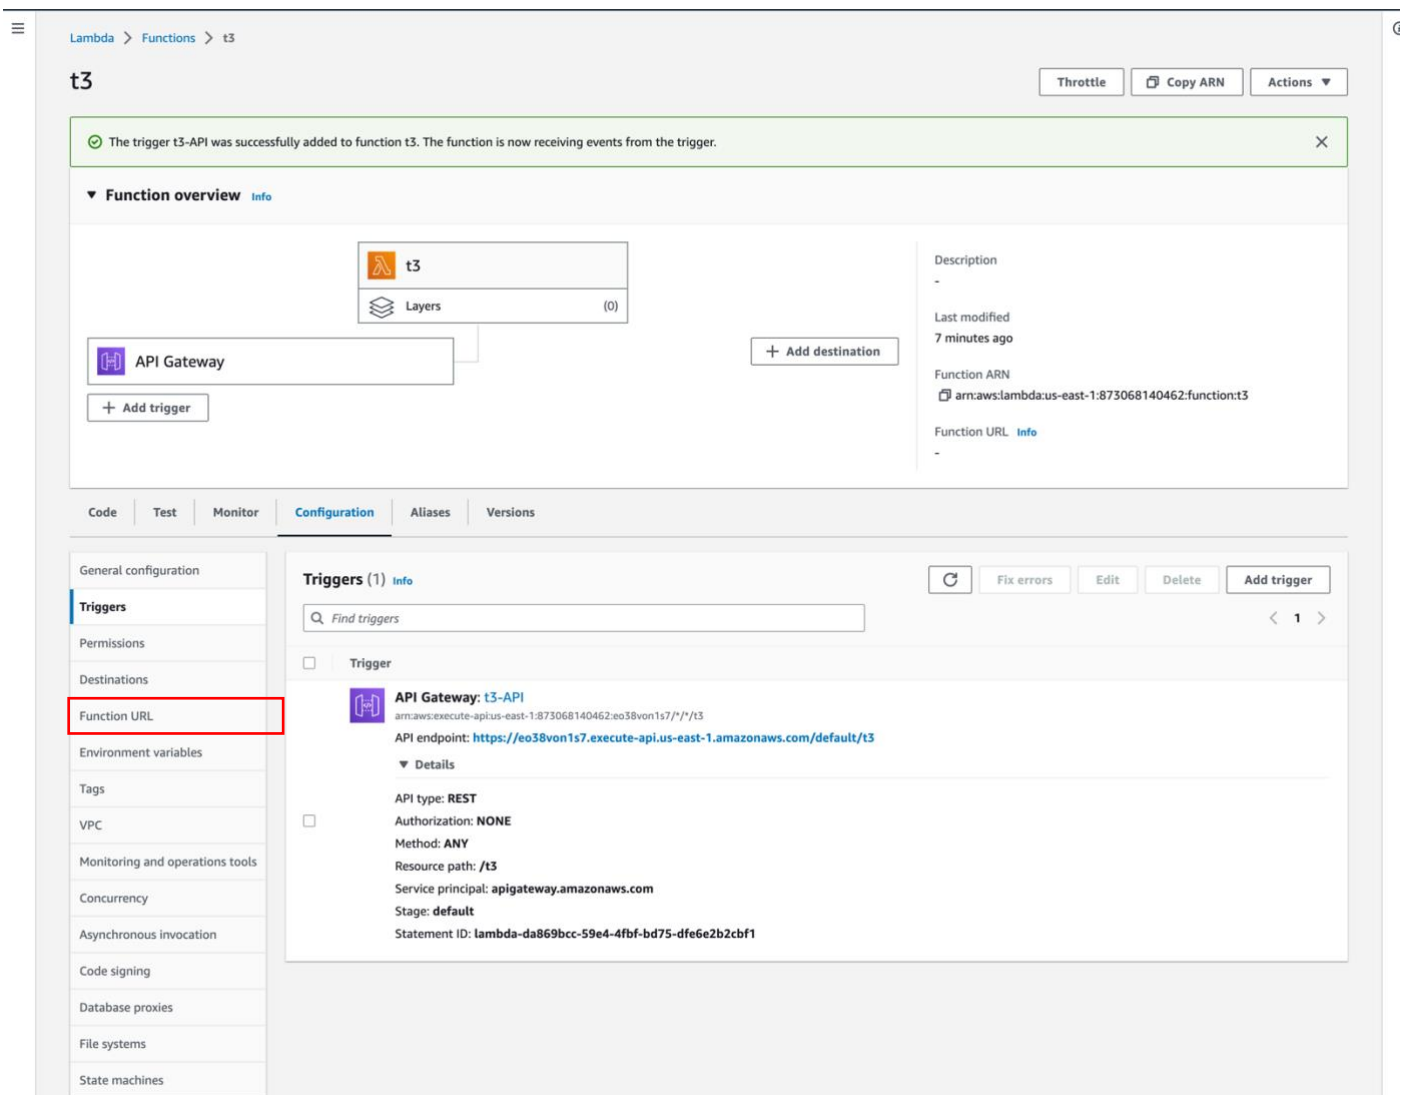 Lambda > Functions > t3
t3
Throttle
Copy ARN
Actions ▼
The trigger t3-API was successfully added to function t3. The function is now receiving events from the trigger.
▼ Function overview Info
t3
Layers (0)
API Gateway
+ Add trigger
+ Add destination
Description
-
Last modified
7 minutes ago
Function ARN
arn:aws:lambda:us-east-1:873068140462:function:t3
Function URL Info
-
Code Test Monitor Configuration Aliases Versions
General configuration
Triggers
Permissions
Destinations
Function URL
Environment variables
Tags
VPC
Monitoring and operations tools
Concurrency
Asynchronous invocation
Code signing
Database proxies
File systems
State machines
Triggers (1) Info
Fix errors
Edit
Delete
Add trigger
Find triggers
< 1 >
Trigger
API Gateway: t3-API
arn:aws:execute-api:us-east-1:873068140462:eo38von1s7/*/*/t3
API endpoint: https://eo38von1s7.execute-api.us-east-1.amazonaws.com/default/t3
▼ Details
API type: REST
Authorization: NONE
Method: ANY
Resource path: /t3
Service principal: apigateway.amazonaws.com
Stage: default
Statement ID: lambda-da869bcc-59e4-4fbf-bd75-dfe6e2b2cbf1